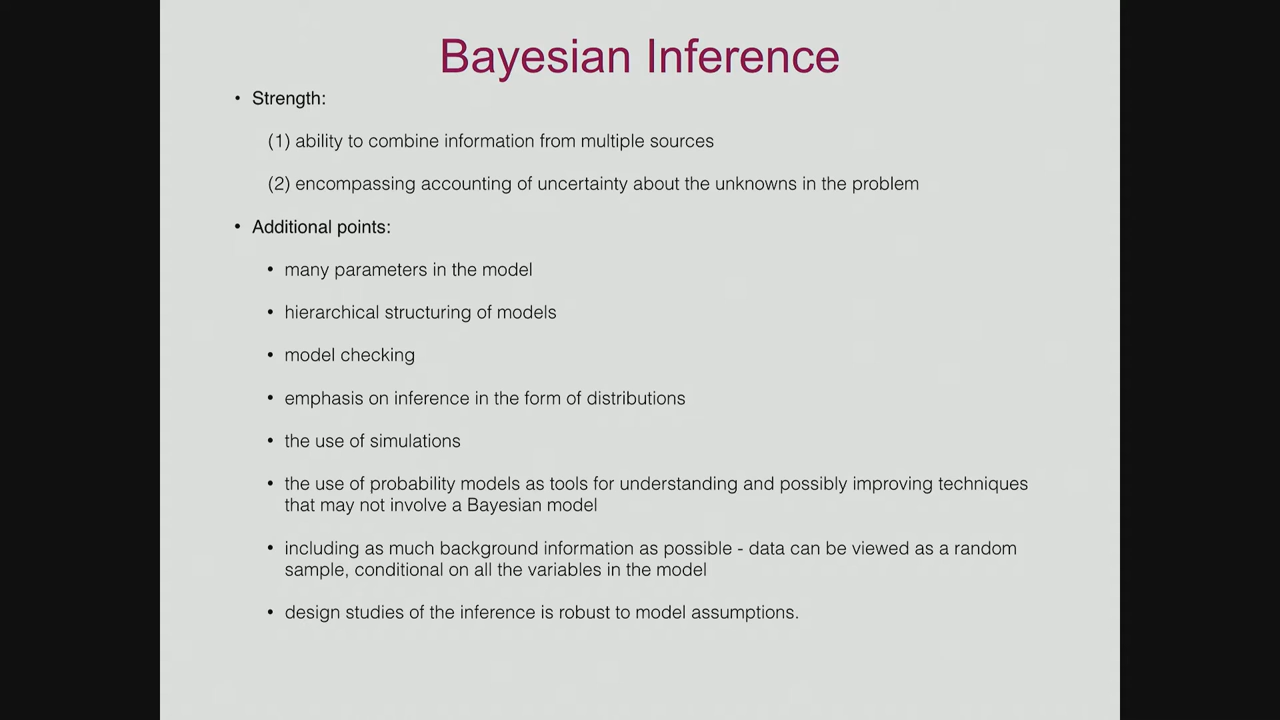 Bayesian Inference
• Strength:
(1) ability to combine information from multiple sources
(2) encompassing accounting of uncertainty about the unknowns in the problem
• Additional points:
• many parameters in the model
• hierarchical structuring of models
• model checking
• emphasis on inference in the form of distributions
• the use of simulations
• the use of probability models as tools for understanding and possibly improving techniques
that may not involve a Bayesian model
• including as much background information as possible - data can be viewed as a random
sample, conditional on all the variables in the model
• design studies of the inference is robust to model assumptions.